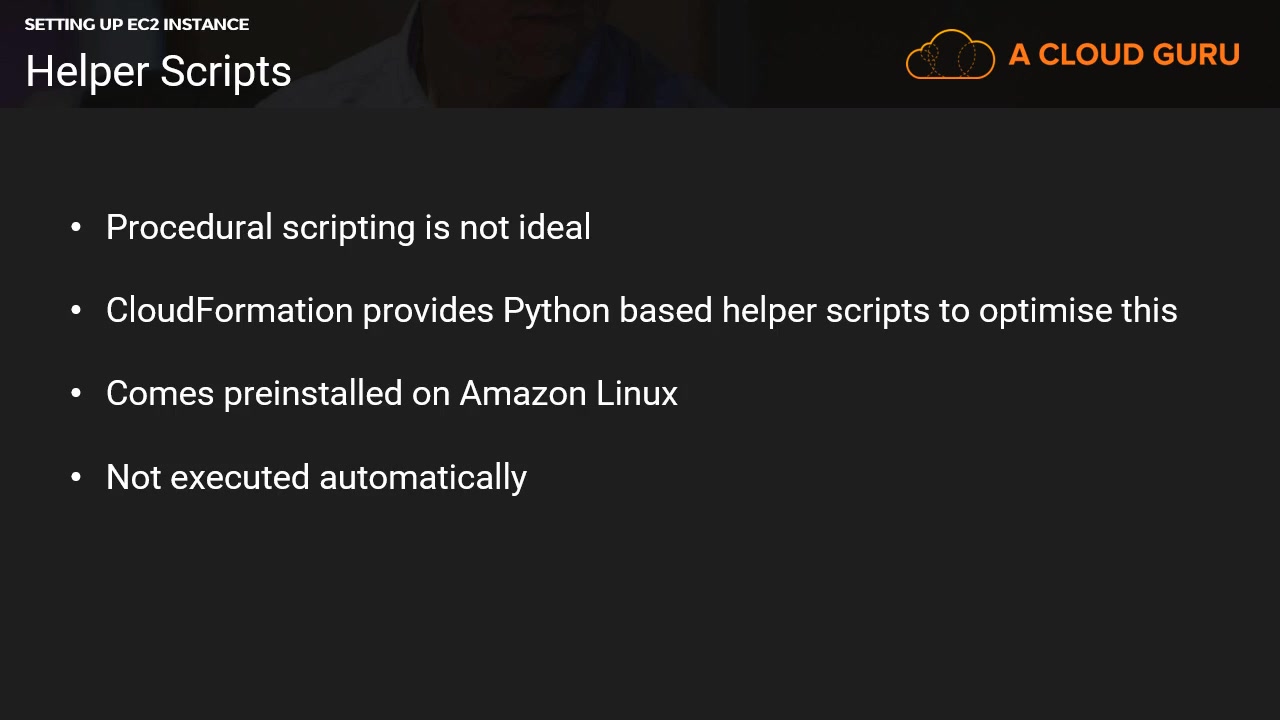 SETTING UP EC2 INSTANCE
Helper Scripts
A CLOUD GURU
• Procedural scripting is not ideal
• CloudFormation provides Python based helper scripts to optimise this
• Comes preinstalled on Amazon Linux
• Not executed automatically